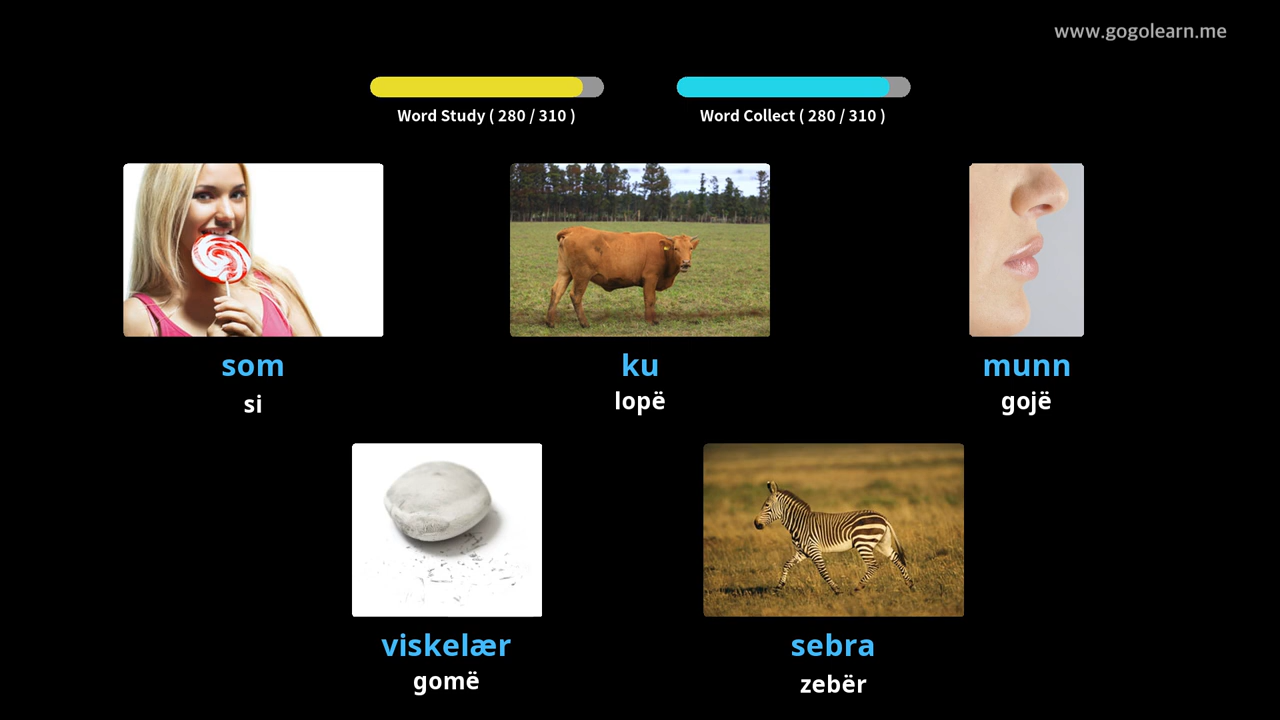 www.gogolearn.me
Word Study ( 280 / 310 )
Word Collect ( 280 / 310 )
som
si
ku
lopë
munn
gojë
viskelær
gomë
sebra
zebër